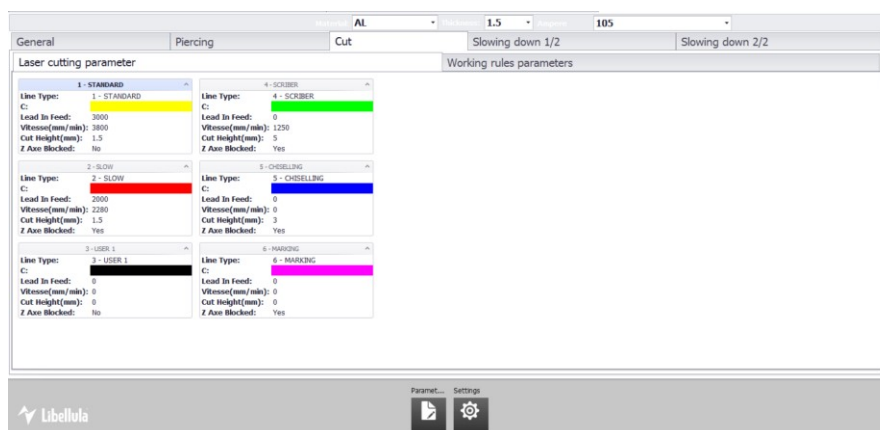 Material AL Thickness 1.5 Ampere 105
General Piercing Cut Slowing down 1/2 Slowing down 2/2
Laser cutting parameter Working rules parameters
1 - STANDARD
Line Type: 1 - STANDARD
C:
Lead In Feed: 3000
Vitesse(mm/min): 3800
Cut Height(mm): 1.5
Z Axe Blocked: No
2 - SLOW
Line Type: 2 - SLOW
C:
Lead In Feed: 2000
Vitesse(mm/min): 2280
Cut Height(mm): 1.5
Z Axe Blocked: Yes
3 - USER 1
Line Type: 3 - USER 1
C:
Lead In Feed: 0
Vitesse(mm/min): 0
Cut Height(mm): 0
Z Axe Blocked: No
4 - SCRIBER
Line Type: 4 - SCRIBER
C:
Lead In Feed: 0
Vitesse(mm/min): 1250
Cut Height(mm): 5
Z Axe Blocked: Yes
5 - CHISELLING
Line Type: 5 - CHISELLING
C:
Lead In Feed: 0
Vitesse(mm/min): 0
Cut Height(mm): 3
Z Axe Blocked: Yes
6 - MARKING
Line Type: 6 - MARKING
C:
Lead In Feed: 0
Vitesse(mm/min): 0
Cut Height(mm): 0
Z Axe Blocked: Yes
Paramet... Settings
Libellula